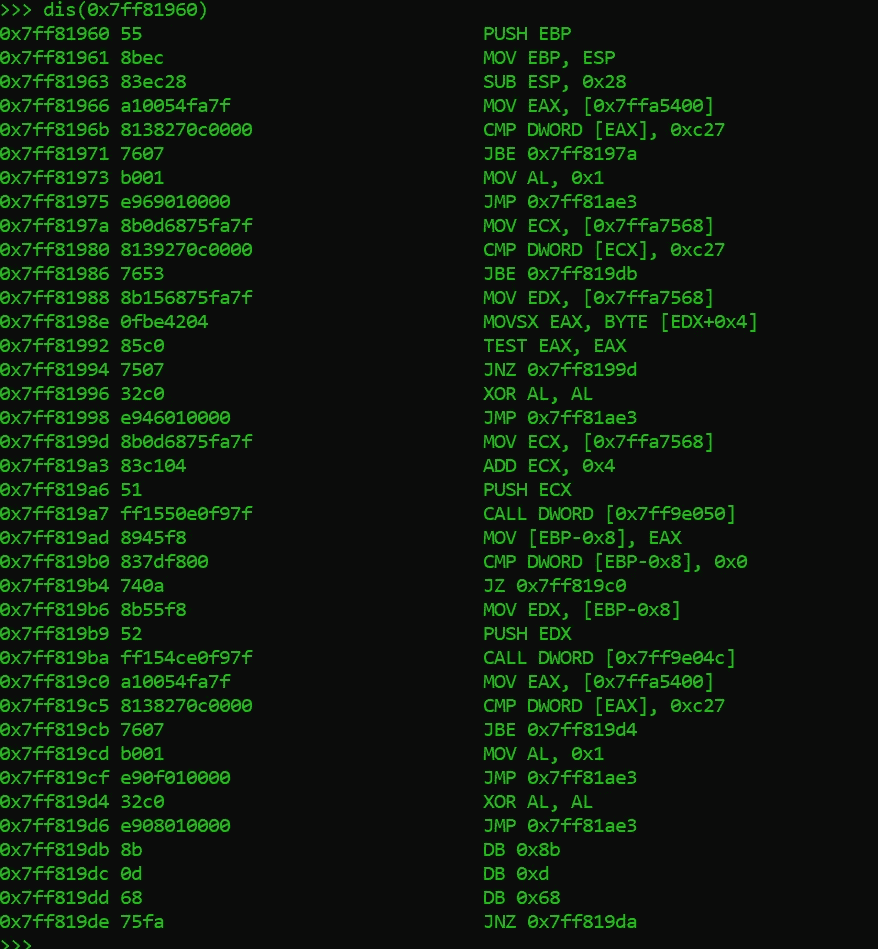 >>> dis(0x7ff81960)
0x7ff81960 55                               PUSH EBP
0x7ff81961 8bec                             MOV EBP, ESP
0x7ff81963 83ec28                           SUB ESP, 0x28
0x7ff81966 a10054fa7f                       MOV EAX, [0x7ffa5400]
0x7ff8196b 8138270c0000                     CMP DWORD [EAX], 0xc27
0x7ff81971 7607                             JBE 0x7ff8197a
0x7ff81973 b001                             MOV AL, 0x1
0x7ff81975 e969010000                       JMP 0x7ff81ae3
0x7ff8197a 8b0d6875fa7f                     MOV ECX, [0x7ffa7568]
0x7ff81980 8139270c0000                     CMP DWORD [ECX], 0xc27
0x7ff81986 7653                             JBE 0x7ff819db
0x7ff81988 8b156875fa7f                     MOV EDX, [0x7ffa7568]
0x7ff8198e 0fbe4204                         MOVSX EAX, BYTE [EDX+0x4]
0x7ff81992 85c0                             TEST EAX, EAX
0x7ff81994 7507                             JNZ 0x7ff8199d
0x7ff81996 32c0                             XOR AL, AL
0x7ff81998 e946010000                       JMP 0x7ff81ae3
0x7ff8199d 8b0d6875fa7f                     MOV ECX, [0x7ffa7568]
0x7ff819a3 83c104                           ADD ECX, 0x4
0x7ff819a6 51                               PUSH ECX
0x7ff819a7 ff1550e0f97f                     CALL DWORD [0x7ff9e050]
0x7ff819ad 8945f8                           MOV [EBP-0x8], EAX
0x7ff819b0 837df800                         CMP DWORD [EBP-0x8], 0x0
0x7ff819b4 740a                             JZ 0x7ff819c0
0x7ff819b6 8b55f8                           MOV EDX, [EBP-0x8]
0x7ff819b9 52                               PUSH EDX
0x7ff819ba ff154ce0f97f                     CALL DWORD [0x7ff9e04c]
0x7ff819c0 a10054fa7f                       MOV EAX, [0x7ffa5400]
0x7ff819c5 8138270c0000                     CMP DWORD [EAX], 0xc27
0x7ff819cb 7607                             JBE 0x7ff819d4
0x7ff819cd b001                             MOV AL, 0x1
0x7ff819cf e90f010000                       JMP 0x7ff81ae3
0x7ff819d4 32c0                             XOR AL, AL
0x7ff819d6 e908010000                       JMP 0x7ff81ae3
0x7ff819db 8b                               DB 0x8b
0x7ff819dc 0d                               DB 0xd
0x7ff819dd 68                               DB 0x68
0x7ff819de 75fa                             JNZ 0x7ff819da
>>>